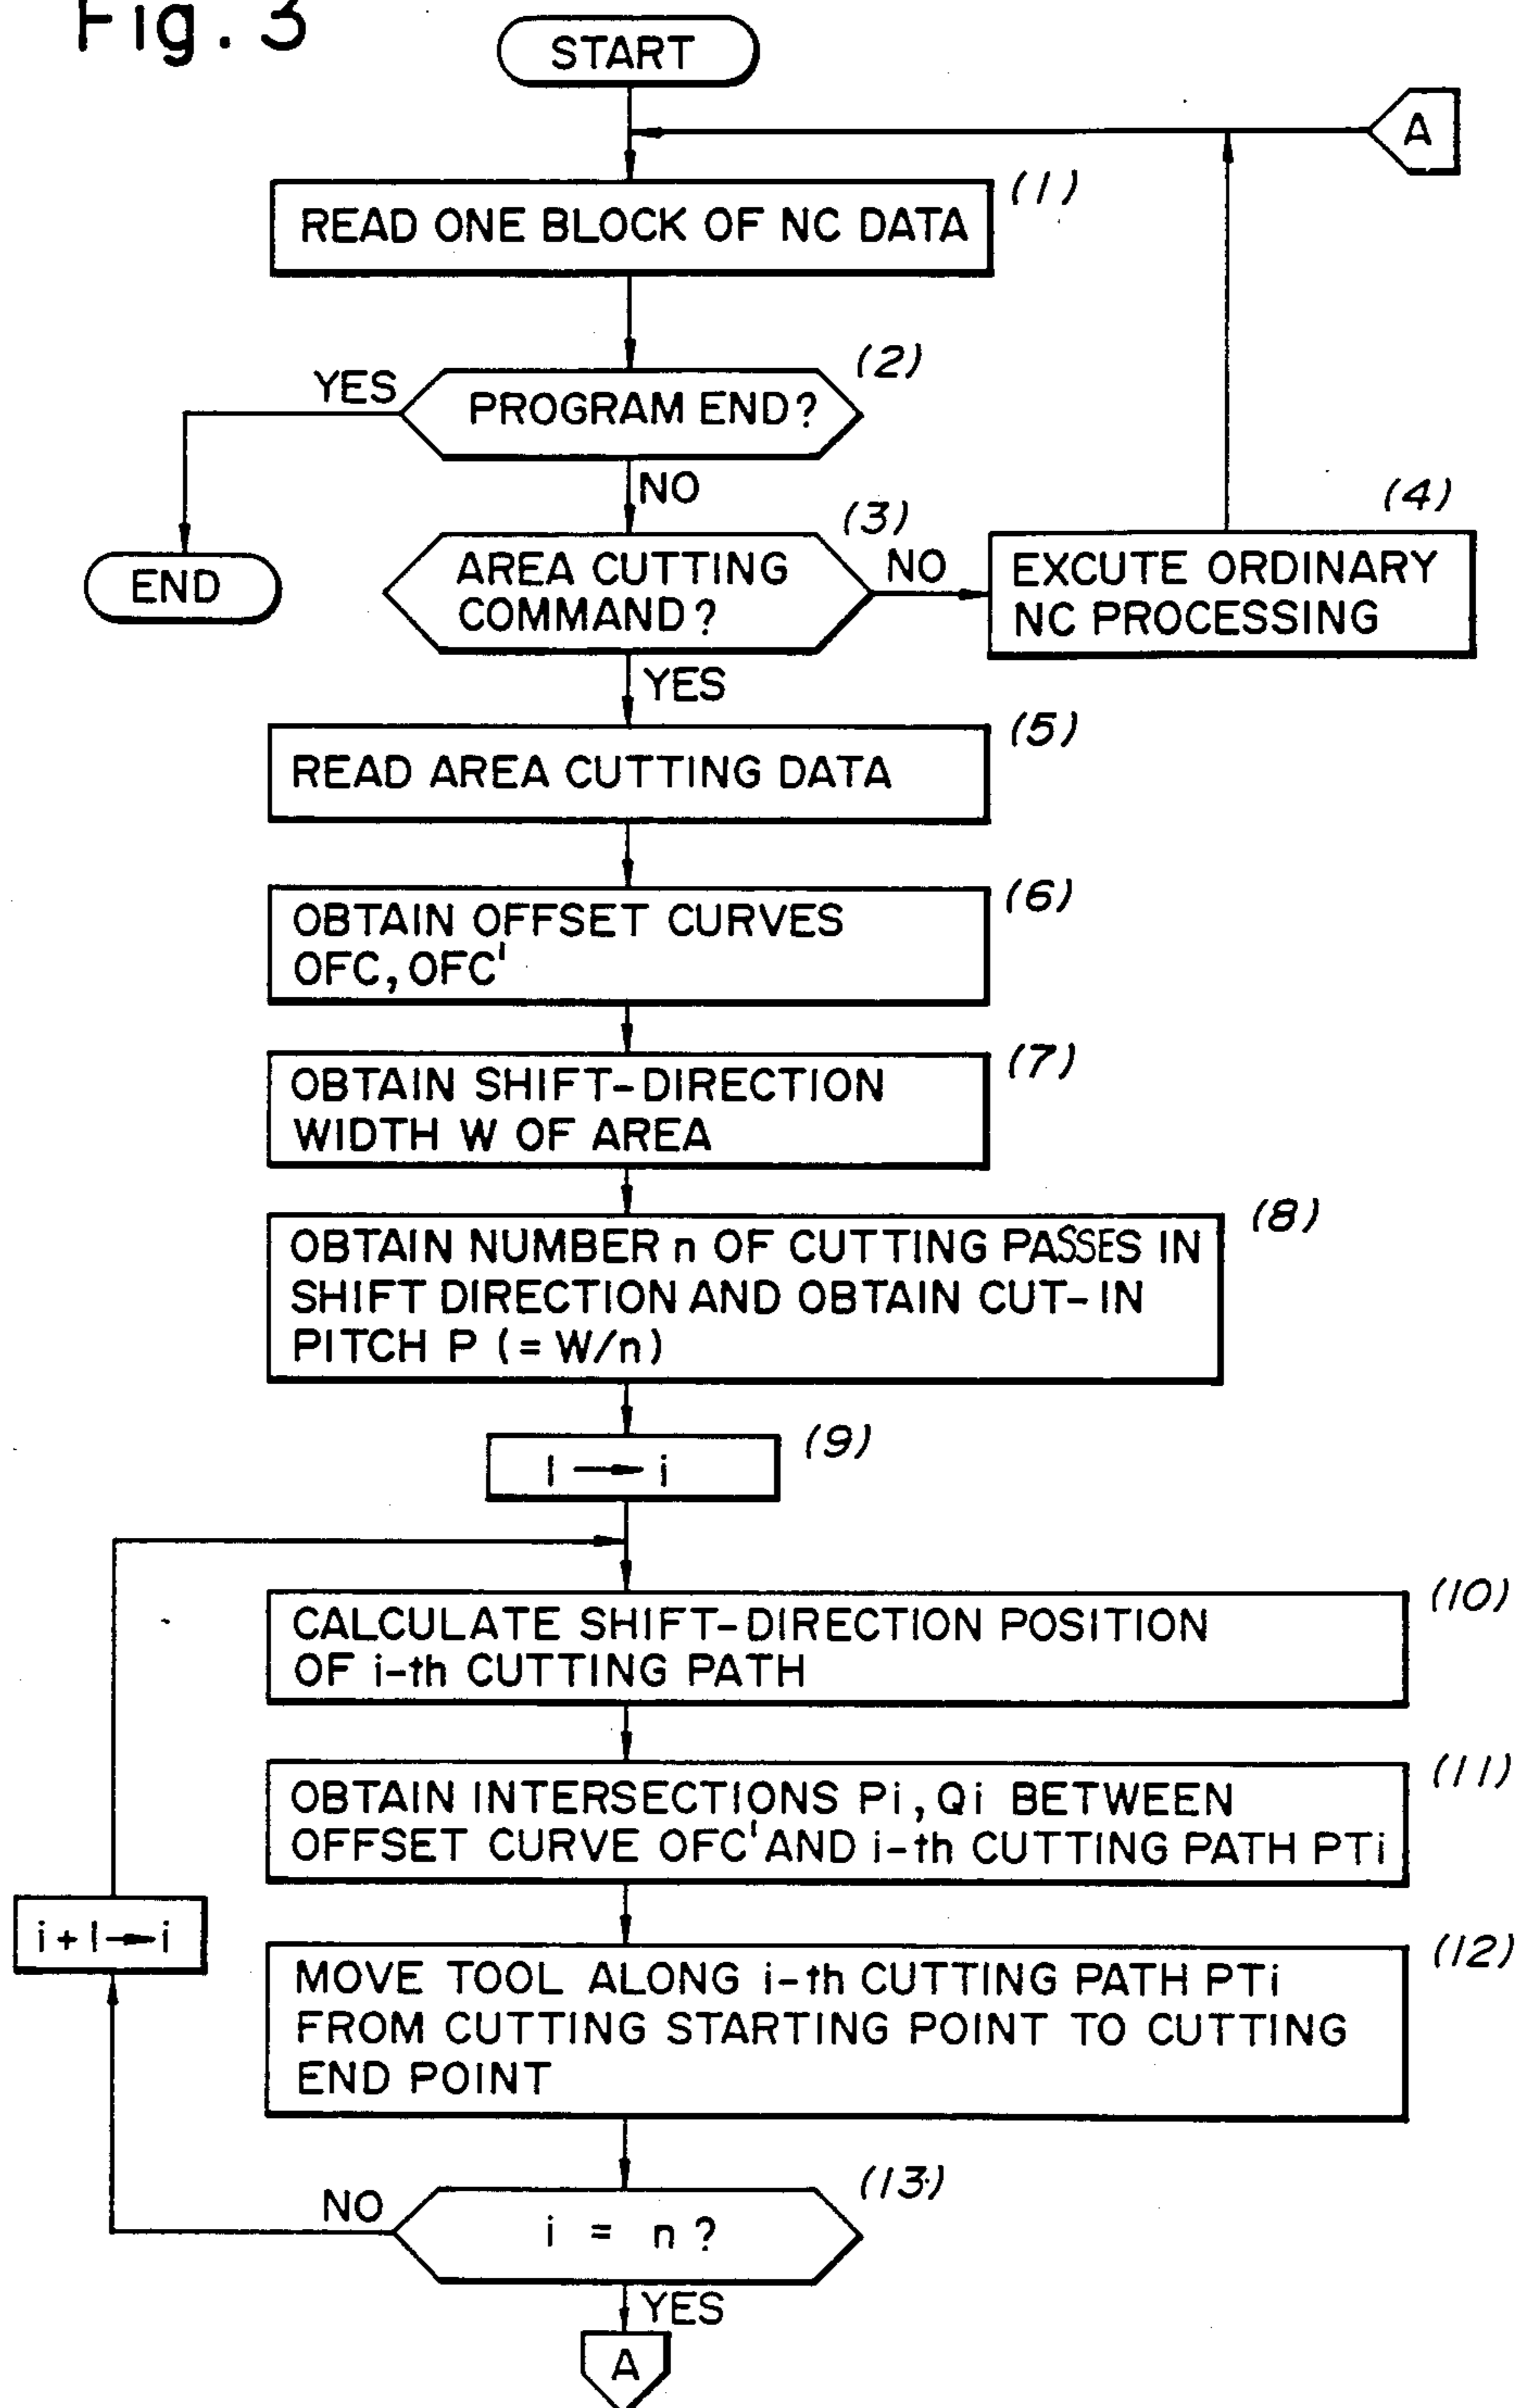 Fig. 3
START
A
(1)
READ ONE BLOCK OF NC DATA
(2)
YES
PROGRAM END?
NO
(3)
(4)
END
AREA CUTTING
COMMAND?
NO
EXCUTE ORDINARY
NC PROCESSING
YES
(5)
READ AREA CUTTING DATA
(6)
OBTAIN OFFSET CURVES
OFC, OFC'
(7)
OBTAIN SHIFT-DIRECTION
WIDTH W OF AREA
(8)
OBTAIN NUMBER n OF CUTTING PASSES IN
SHIFT DIRECTION AND OBTAIN CUT-IN
PITCH P (= W/n)
(9)
1 → i
(10)
CALCULATE SHIFT-DIRECTION POSITION
OF i-th CUTTING PATH
(11)
OBTAIN INTERSECTIONS Pi, Qi BETWEEN
OFFSET CURVE OFC' AND i-th CUTTING PATH PTi
i+1→i
(12)
MOVE TOOL ALONG i-th CUTTING PATH PTi
FROM CUTTING STARTING POINT TO CUTTING
END POINT
(13)
NO
i = n?
YES
A